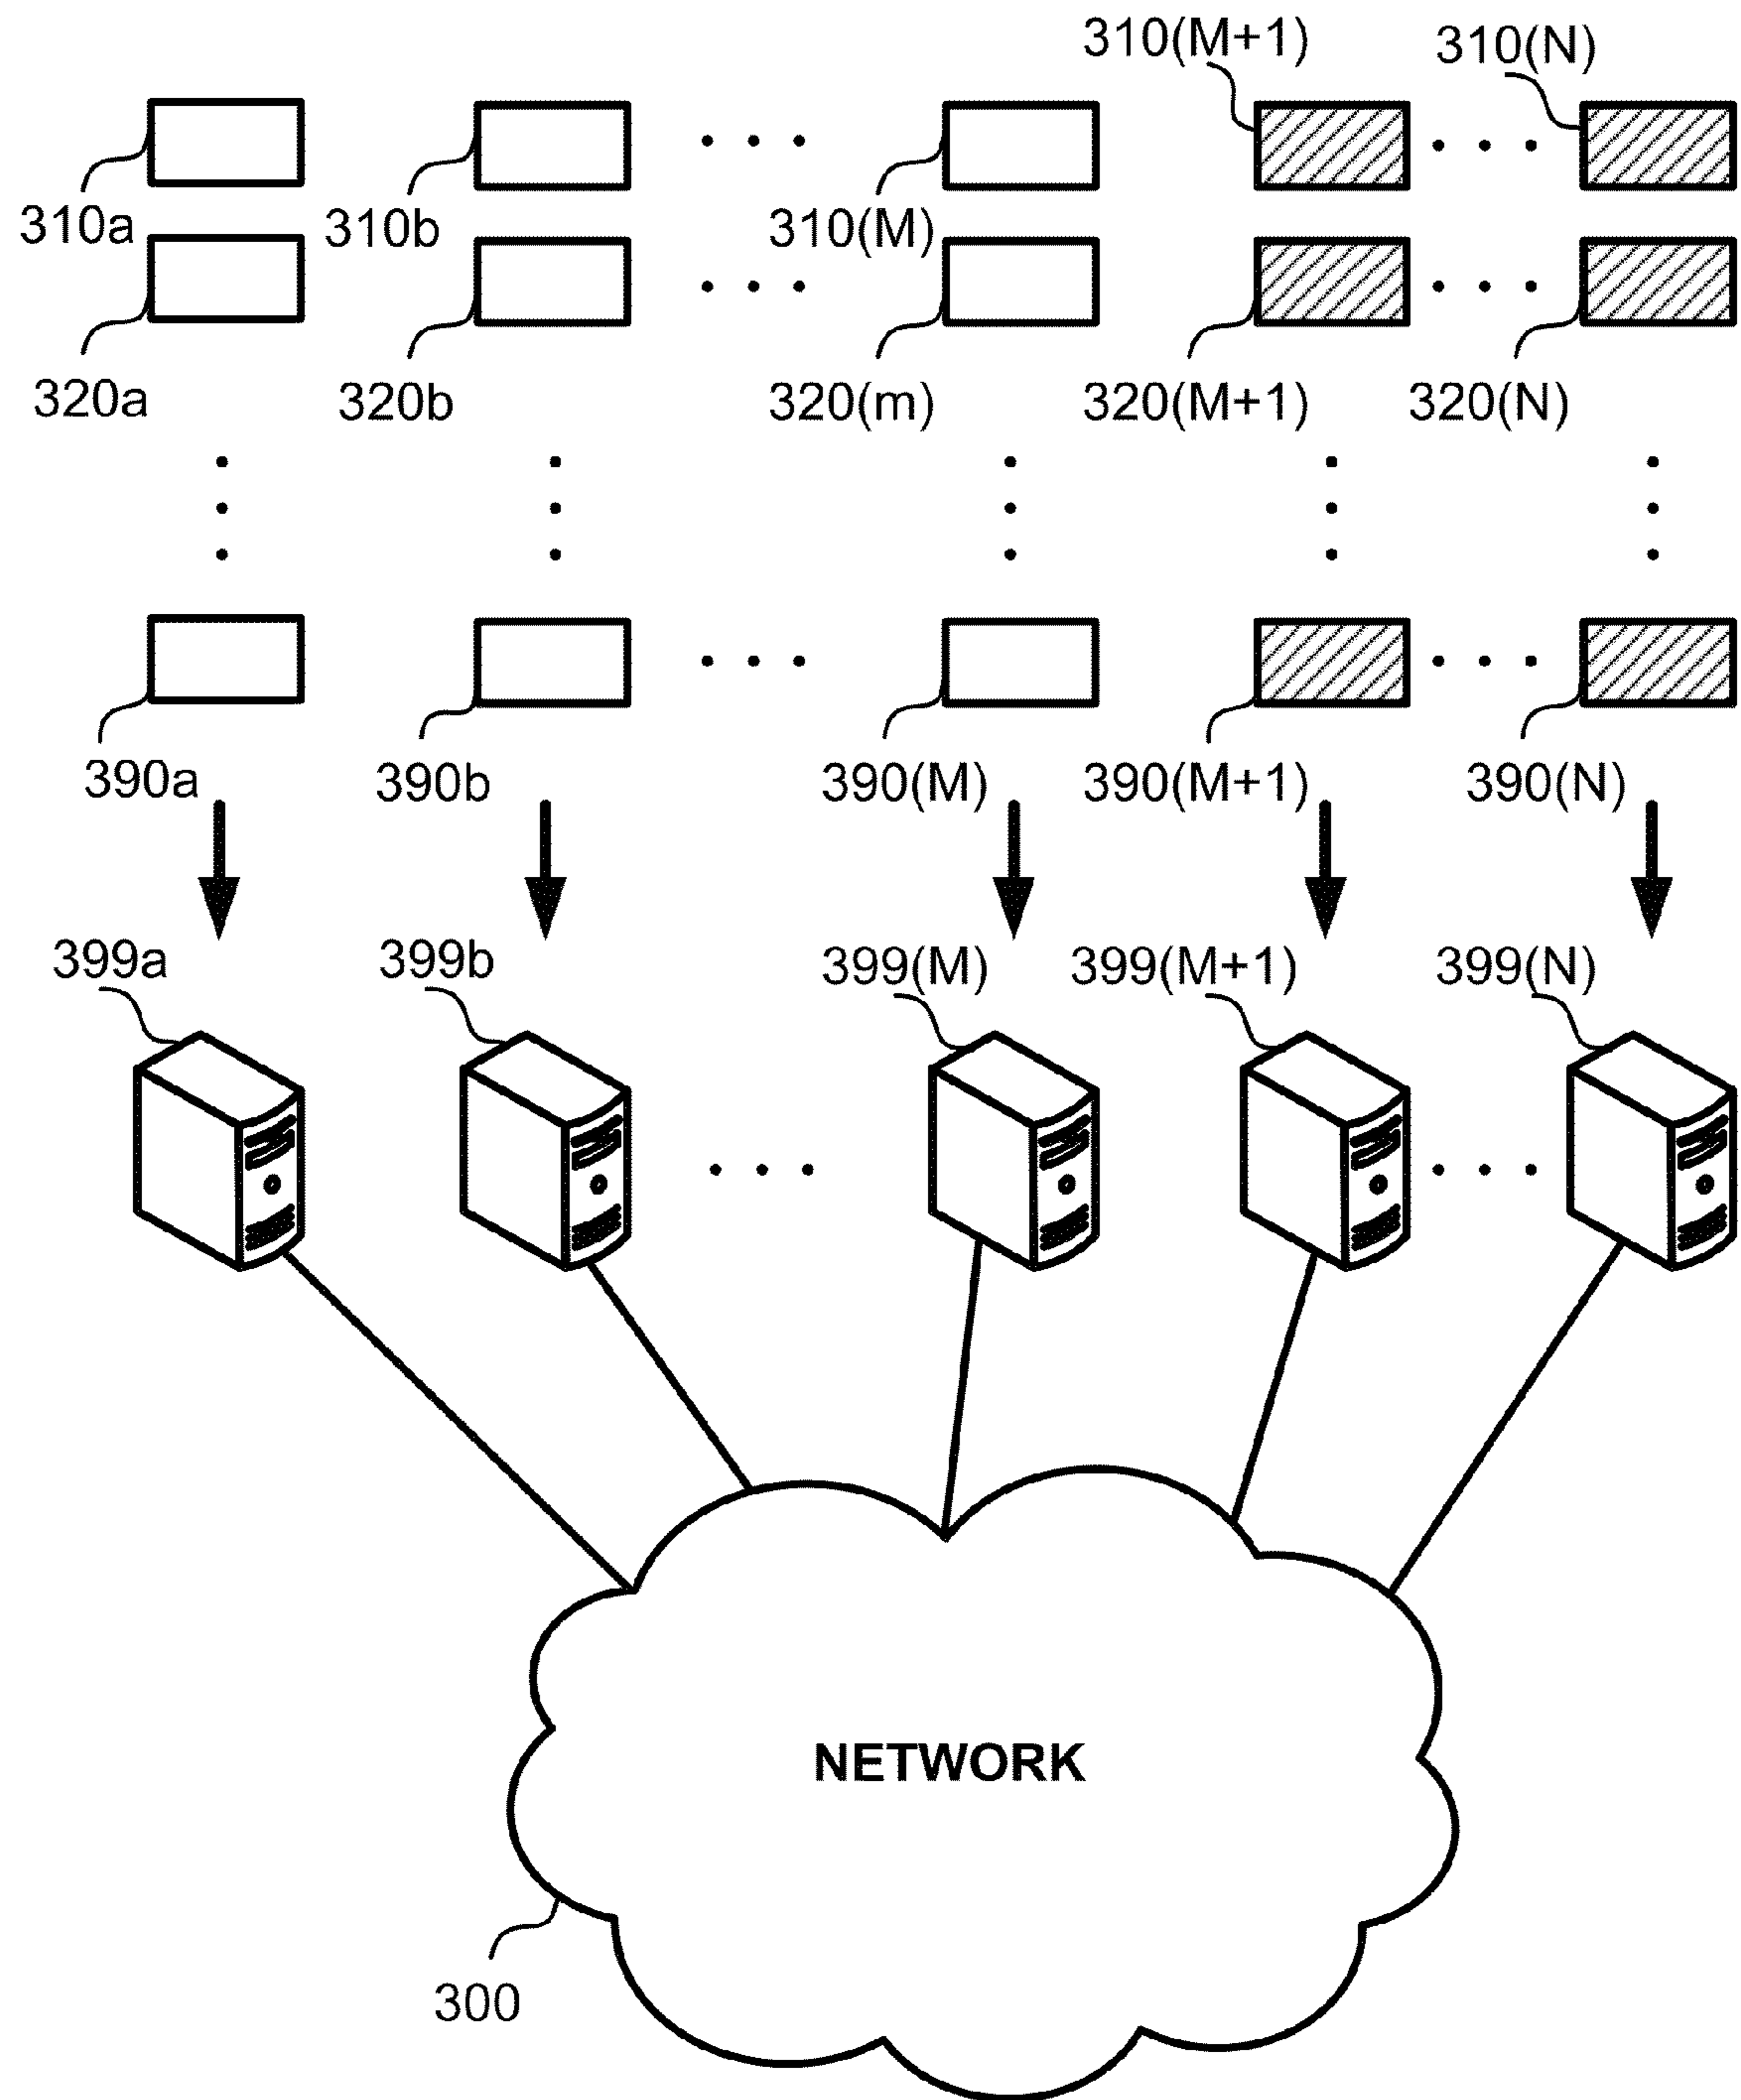 310(M+1) 310(N)
310a 310b 310(M)
320a 320b 320(m) 320(M+1) 320(N)
390a 390b 390(M) 390(M+1) 390(N)
399a 399b 399(M) 399(M+1) 399(N)
NETWORK
300